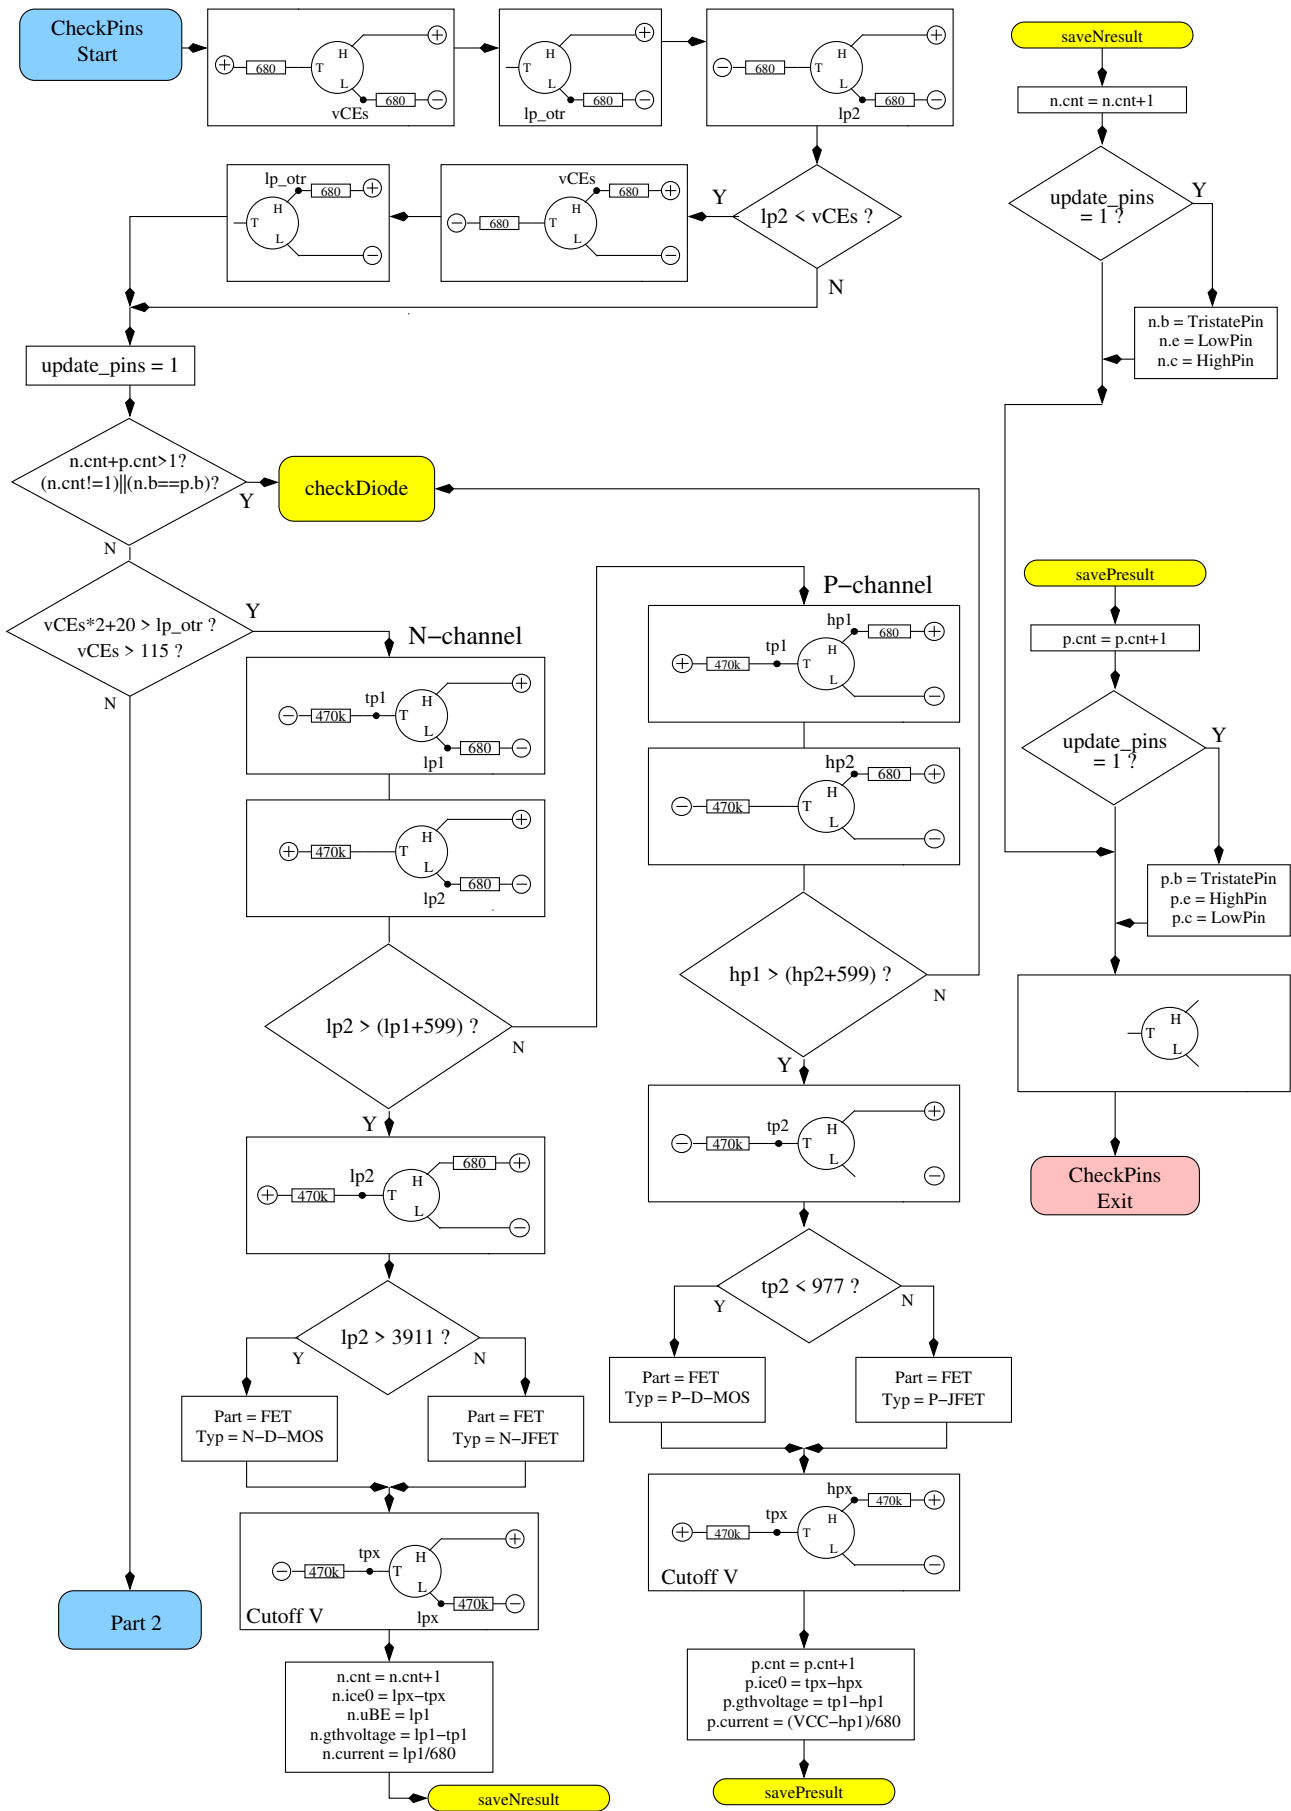 CheckPins
Start
680
T
H
L
680
vCEs
T
H
L
680
lp_otr
680
T
H
L
680
lp2
saveNresult
n.cnt = n.cnt+1
update_pins
= 1 ?
Y
n.b = TristatePin
n.e = LowPin
n.c = HighPin
lp_otr
680
H
T
L
vCEs
680
H
680
T
L
Y
lp2 < vCEs ?
N
update_pins = 1
n.cnt+p.cnt>1?
(n.cnt!=1)||(n.b==p.b)?
Y
N
checkDiode
vCEs*2+20 > lp_otr ?
vCEs > 115 ?
Y
N
N−channel
tp1
470k
T
H
L
680
lp1
470k
T
H
L
680
lp2
lp2 > (lp1+599) ?
N
Y
lp2
470k
T
H
680
L
lp2 > 3911 ?
Y
N
Part = FET
Typ = N−D−MOS
Part = FET
Typ = N−JFET
tpx
470k
T
H
L
470k
lpx
Cutoff V
n.cnt = n.cnt+1
n.ice0 = lpx−tpx
n.uBE = lp1
n.gthvoltage = lp1−tp1
n.current = lp1/680
saveNresult
Part 2
P−channel
hp1
680
tp1
470k
H
T
L
hp2
680
470k
H
T
L
hp1 > (hp2+599) ?
N
Y
tp2
470k
H
T
L
tp2 < 977 ?
Y
N
Part = FET
Typ = P−D−MOS
Part = FET
Typ = P−JFET
hpx
470k
tpx
470k
H
T
L
Cutoff V
p.cnt = p.cnt+1
p.ice0 = tpx−hpx
p.gthvoltage = tp1−hp1
p.current = (VCC−hp1)/680
savePresult
savePresult
p.cnt = p.cnt+1
update_pins
= 1 ?
Y
p.b = TristatePin
p.e = HighPin
p.c = LowPin
H
T
L
CheckPins
Exit